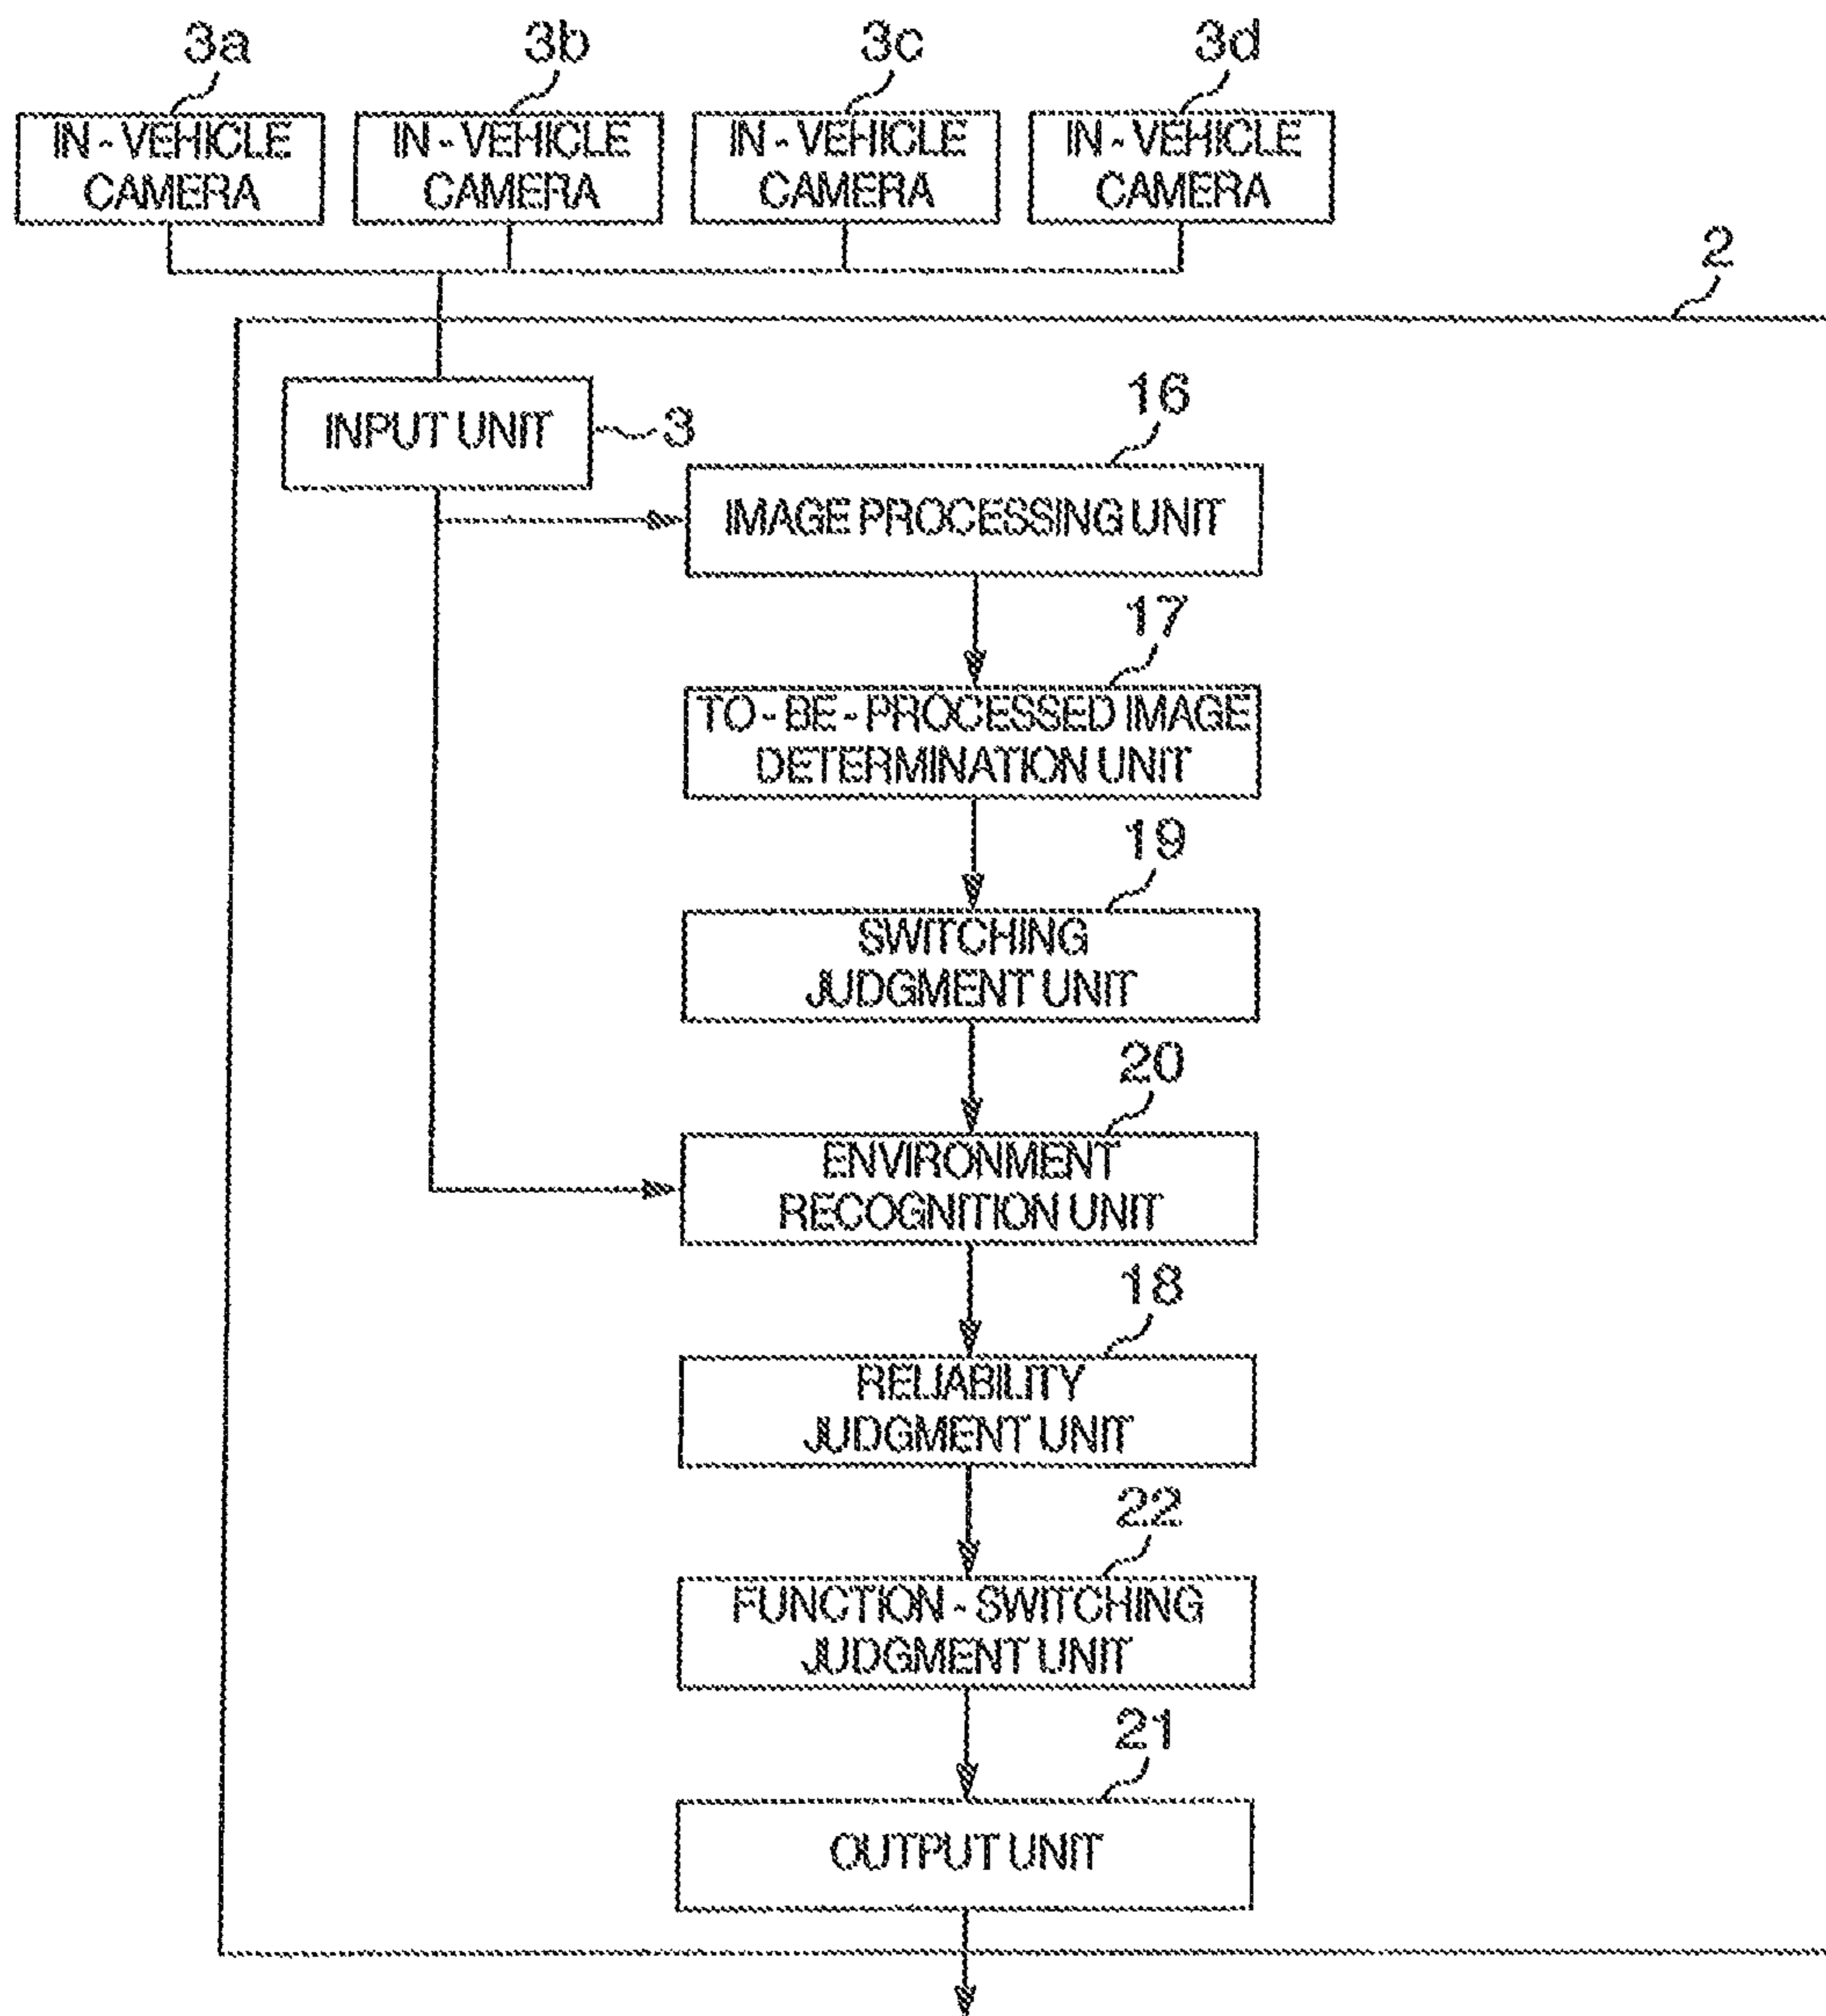 3a
3b
3c
3d
IN - VEHICLE
CAMERA
IN - VEHICLE
CAMERA
IN - VEHICLE
CAMERA
IN - VEHICLE
CAMERA
2
INPUT UNIT
3
16
IMAGE PROCESSING UNIT
17
TO - BE - PROCESSED IMAGE
DETERMINATION UNIT
19
SWITCHING
JUDGMENT UNIT
20
ENVIRONMENT
RECOGNITION UNIT
18
RELIABILITY
JUDGMENT UNIT
22
FUNCTION - SWITCHING
JUDGMENT UNIT
21
OUTPUT UNIT